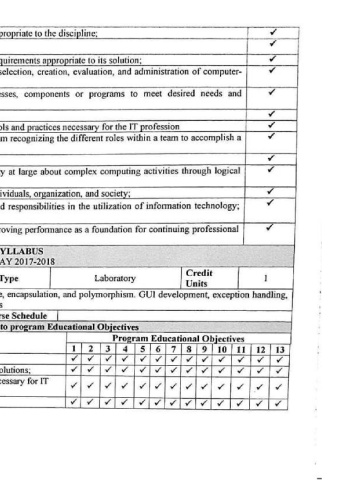 propriate to the discipline; ✓
✓
quirements appropriate to its solution; ✓
selection, creation, evaluation, and administration of computer- ✓
esses, components or programs to meet desired needs and ✓
✓
ols and practices necessary for the IT profession ✓
m recognizing the different roles within a team to accomplish a ✓
✓
y at large about complex computing activities through logical ✓
ividuals, organization, and society; ✓
d responsibilities in the utilization of information technology; ✓
roving performance as a foundation for continuing professional ✓
YLLABUS
AY 2017-2018
Type Laboratory Credit Units 1
e, encapsulation, and polymorphism. GUI development, exception handling,
s
rse Schedule
to program Educational Objectives
Program Educational Objectives
1 2 3 4 5 6 7 8 9 10 11 12 13
✓ ✓ ✓ ✓ ✓ ✓ ✓ ✓ ✓ ✓ ✓ ✓ ✓
olutions; ✓ ✓ ✓ ✓ ✓ ✓ ✓ ✓ ✓ ✓ ✓ ✓ ✓
cessary for IT ✓ ✓ ✓ ✓ ✓ ✓ ✓ ✓ ✓ ✓ ✓ ✓ ✓
✓ ✓ ✓ ✓ ✓ ✓ ✓ ✓ ✓ ✓ ✓ ✓ ✓